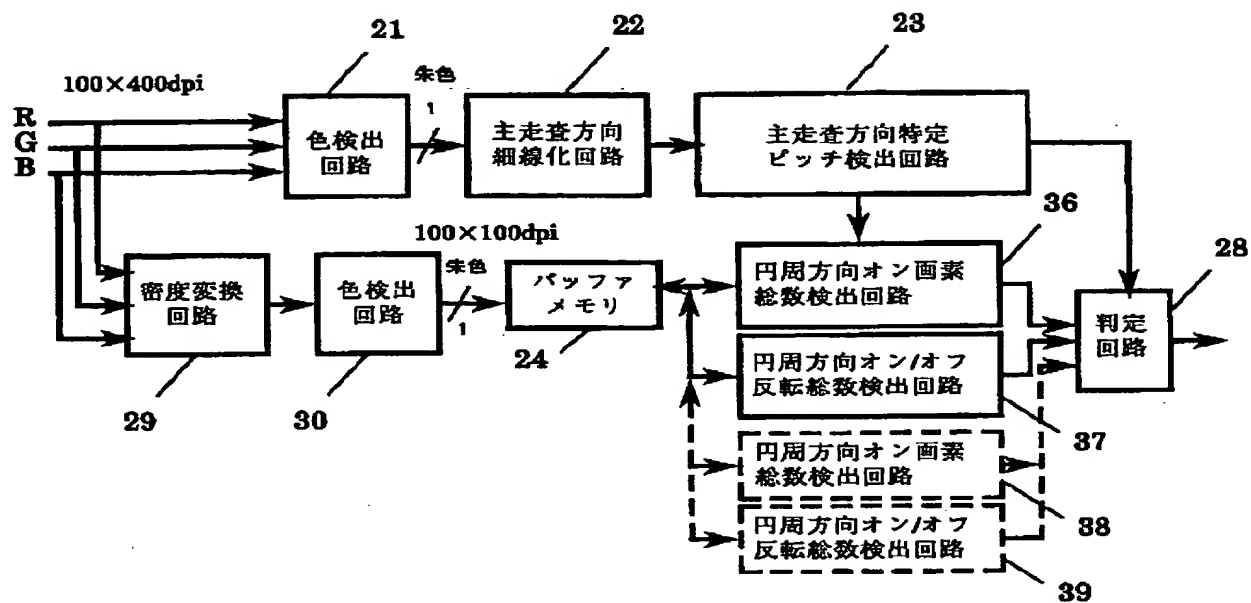 21
22
23
100×400dpi
朱色
1
R
G
B
色検出
回路
主走査方向
細線化回路
主走査方向特定
ピッチ検出回路
100×100dpi
36
28
密度変換
回路
色検出
回路
朱色
1
バッファ
メモリ
円周方向オン画素
総数検出回路
判定
回路
29
30
24
円周方向オン/オフ
反転総数検出回路
37
円周方向オン画素
総数検出回路
38
円周方向オン/オフ
反転総数検出回路
39